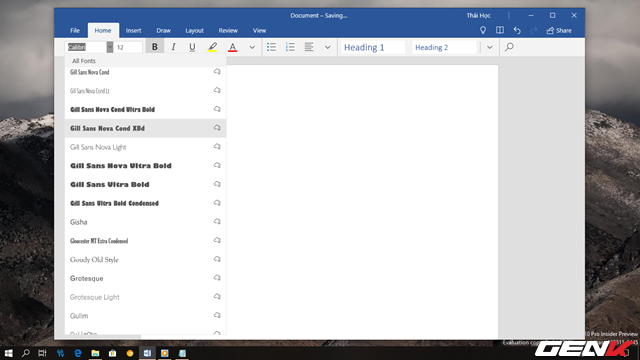 Document – Saving...
Thái Học
File Home Insert Draw Layout Review View
Share
Calibri 12 B I U A Heading 1 Heading 2
All Fonts
Gill Sans Nova Cond
Gill Sans Nova Cond Lt
Gill Sans Nova Cond Ultra Bold
Gill Sans Nova Cond XBd
Gill Sans Nova Light
Gill Sans Nova Ultra Bold
Gill Sans Ultra Bold
Gill Sans Ultra Bold Condensed
Gisha
Gloucester MT Extra Condensed
Goudy Old Style
Grotesque
Grotesque Light
Gulim
10 Pro Insider Preview
Evaluation
GENK